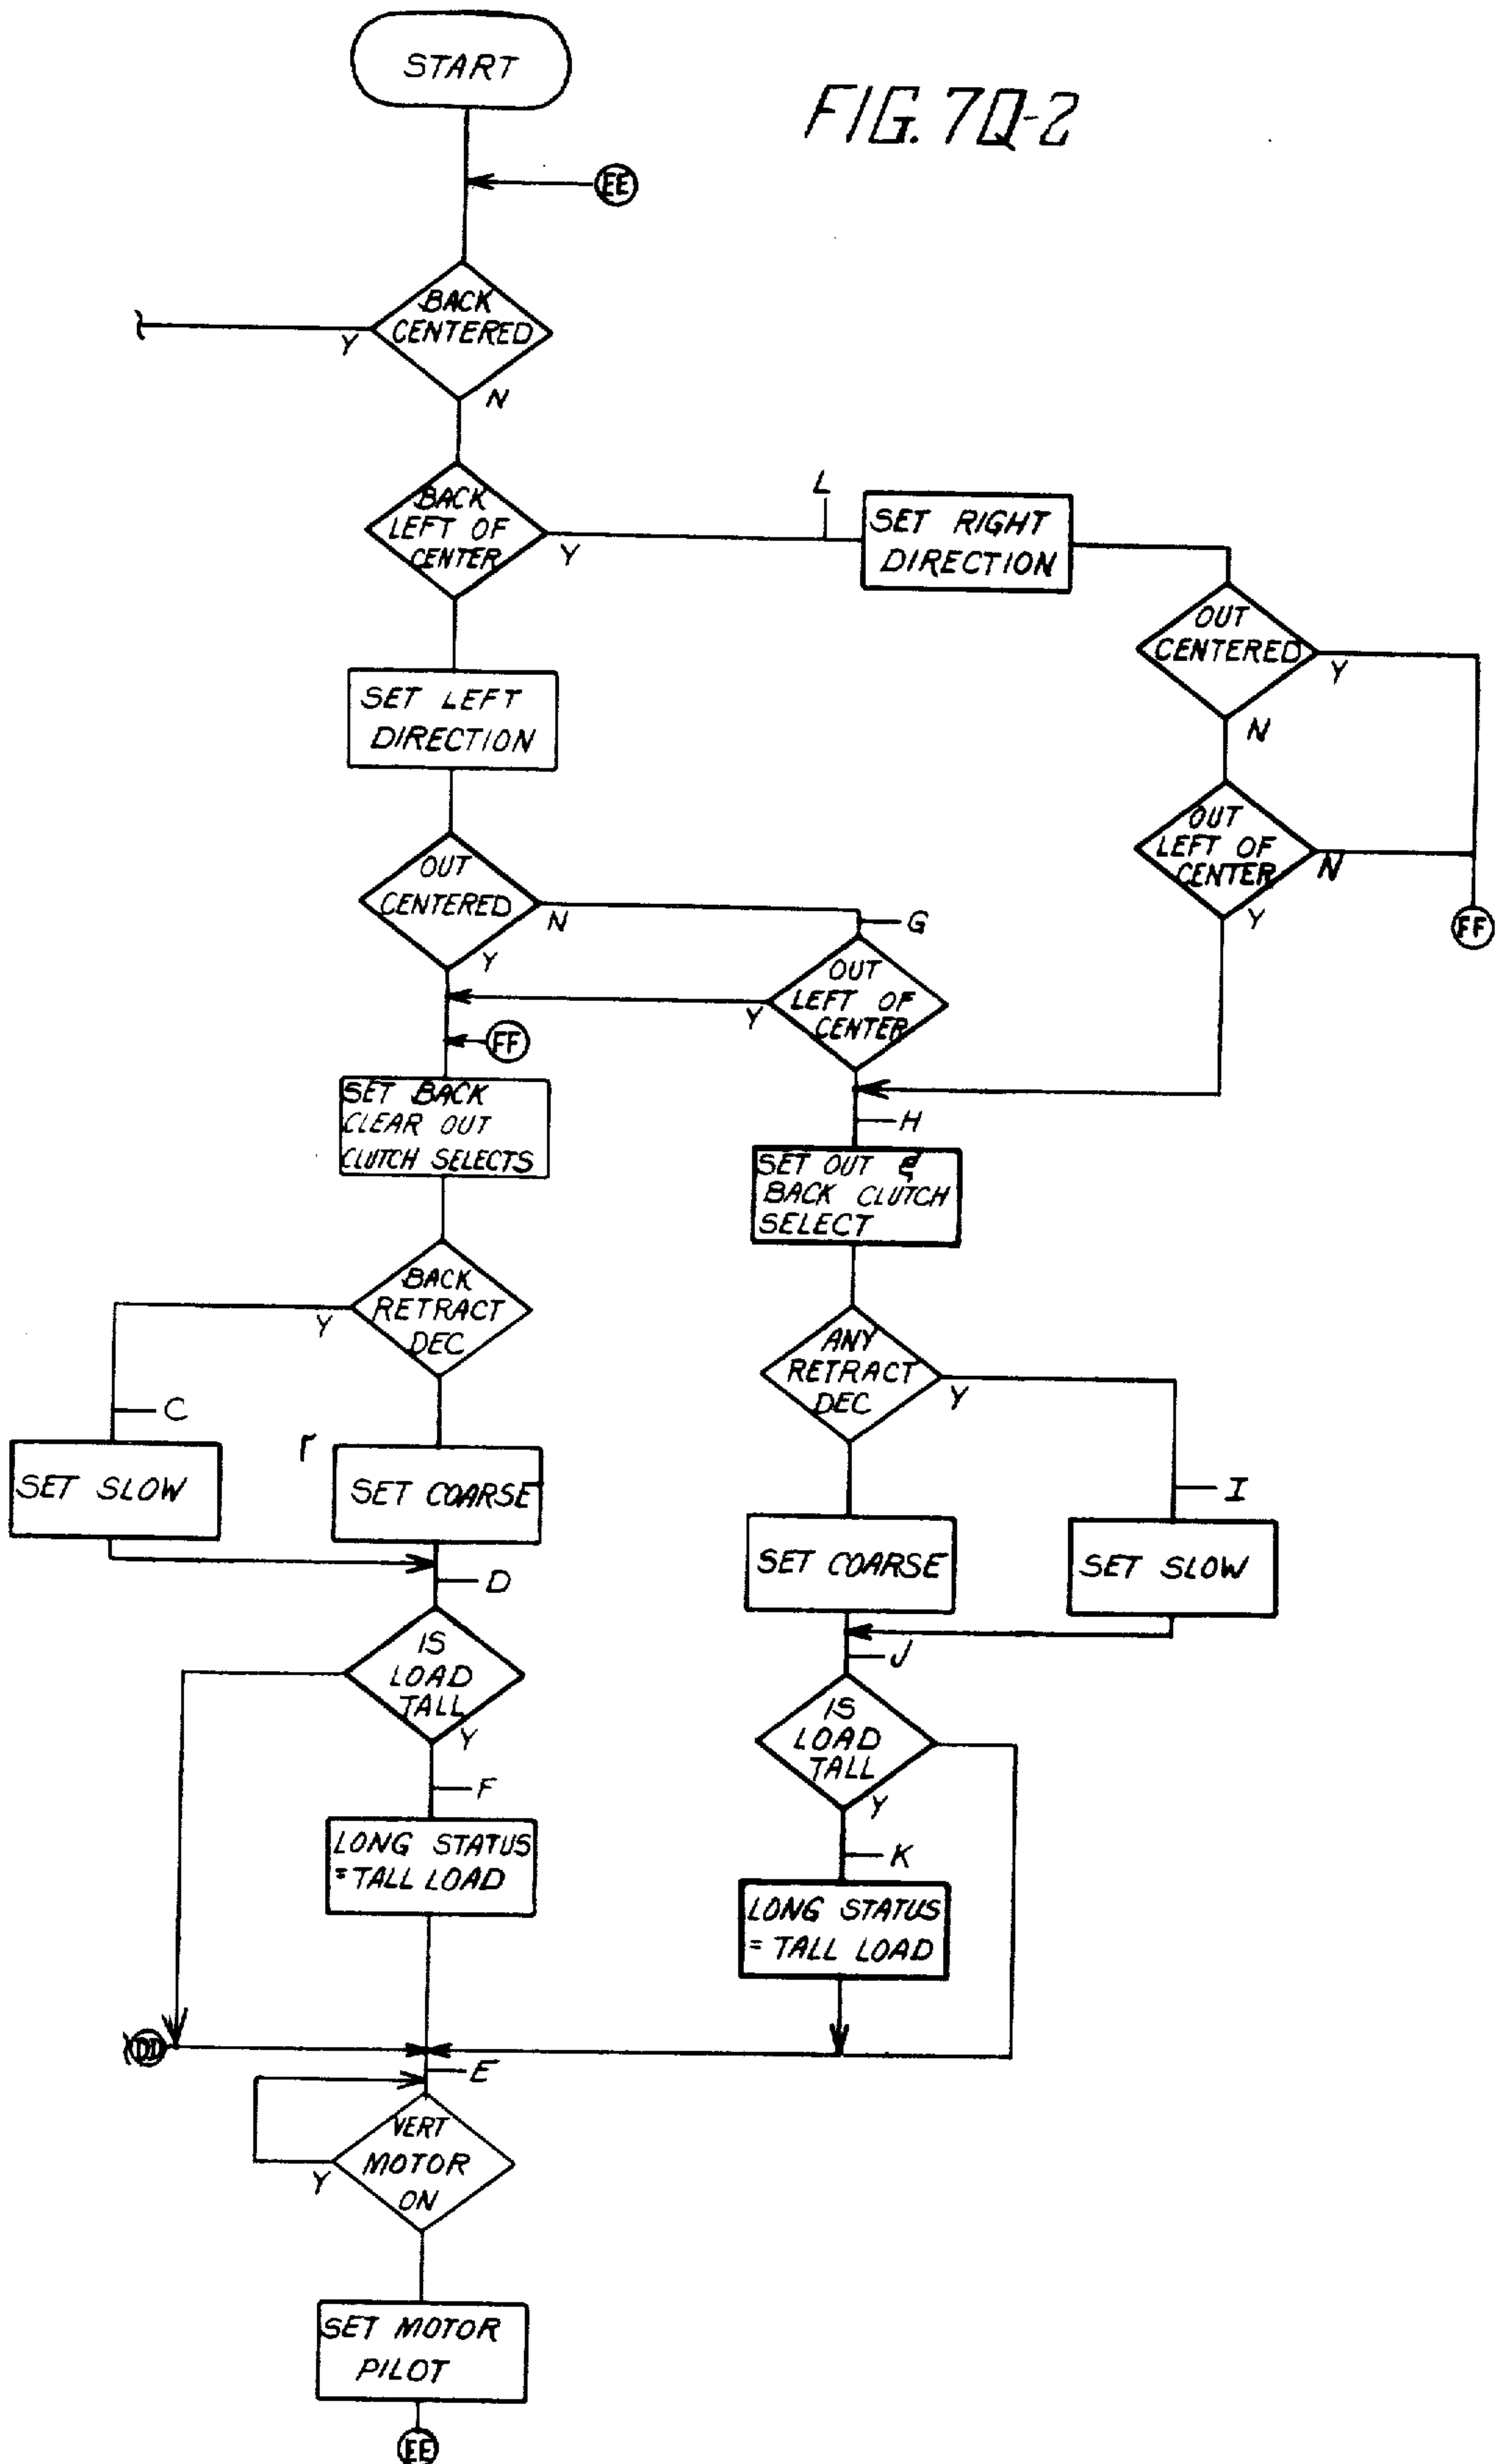 START
FIG. 7Q-2
EE
BACK
CENTERED
Y
N
BACK
LEFT OF
CENTER
Y
L
SET RIGHT
DIRECTION
OUT
CENTERED
Y
N
SET LEFT
DIRECTION
OUT
LEFT OF
CENTER
N
Y
FF
OUT
CENTERED
N
Y
G
OUT
LEFT OF
CENTER
Y
FF
SET BACK
CLEAR OUT
CLUTCH SELECTS
H
SET OUT &
BACK CLUTCH
SELECT
BACK
RETRACT
DEC
Y
ANY
RETRACT
DEC
Y
C
SET SLOW
SET COARSE
I
SET COARSE
SET SLOW
D
J
IS
LOAD
TALL
Y
IS
LOAD
TALL
Y
F
LONG STATUS
=TALL LOAD
K
LONG STATUS
= TALL LOAD
DD
E
VERT
MOTOR
ON
Y
SET MOTOR
PILOT
EE